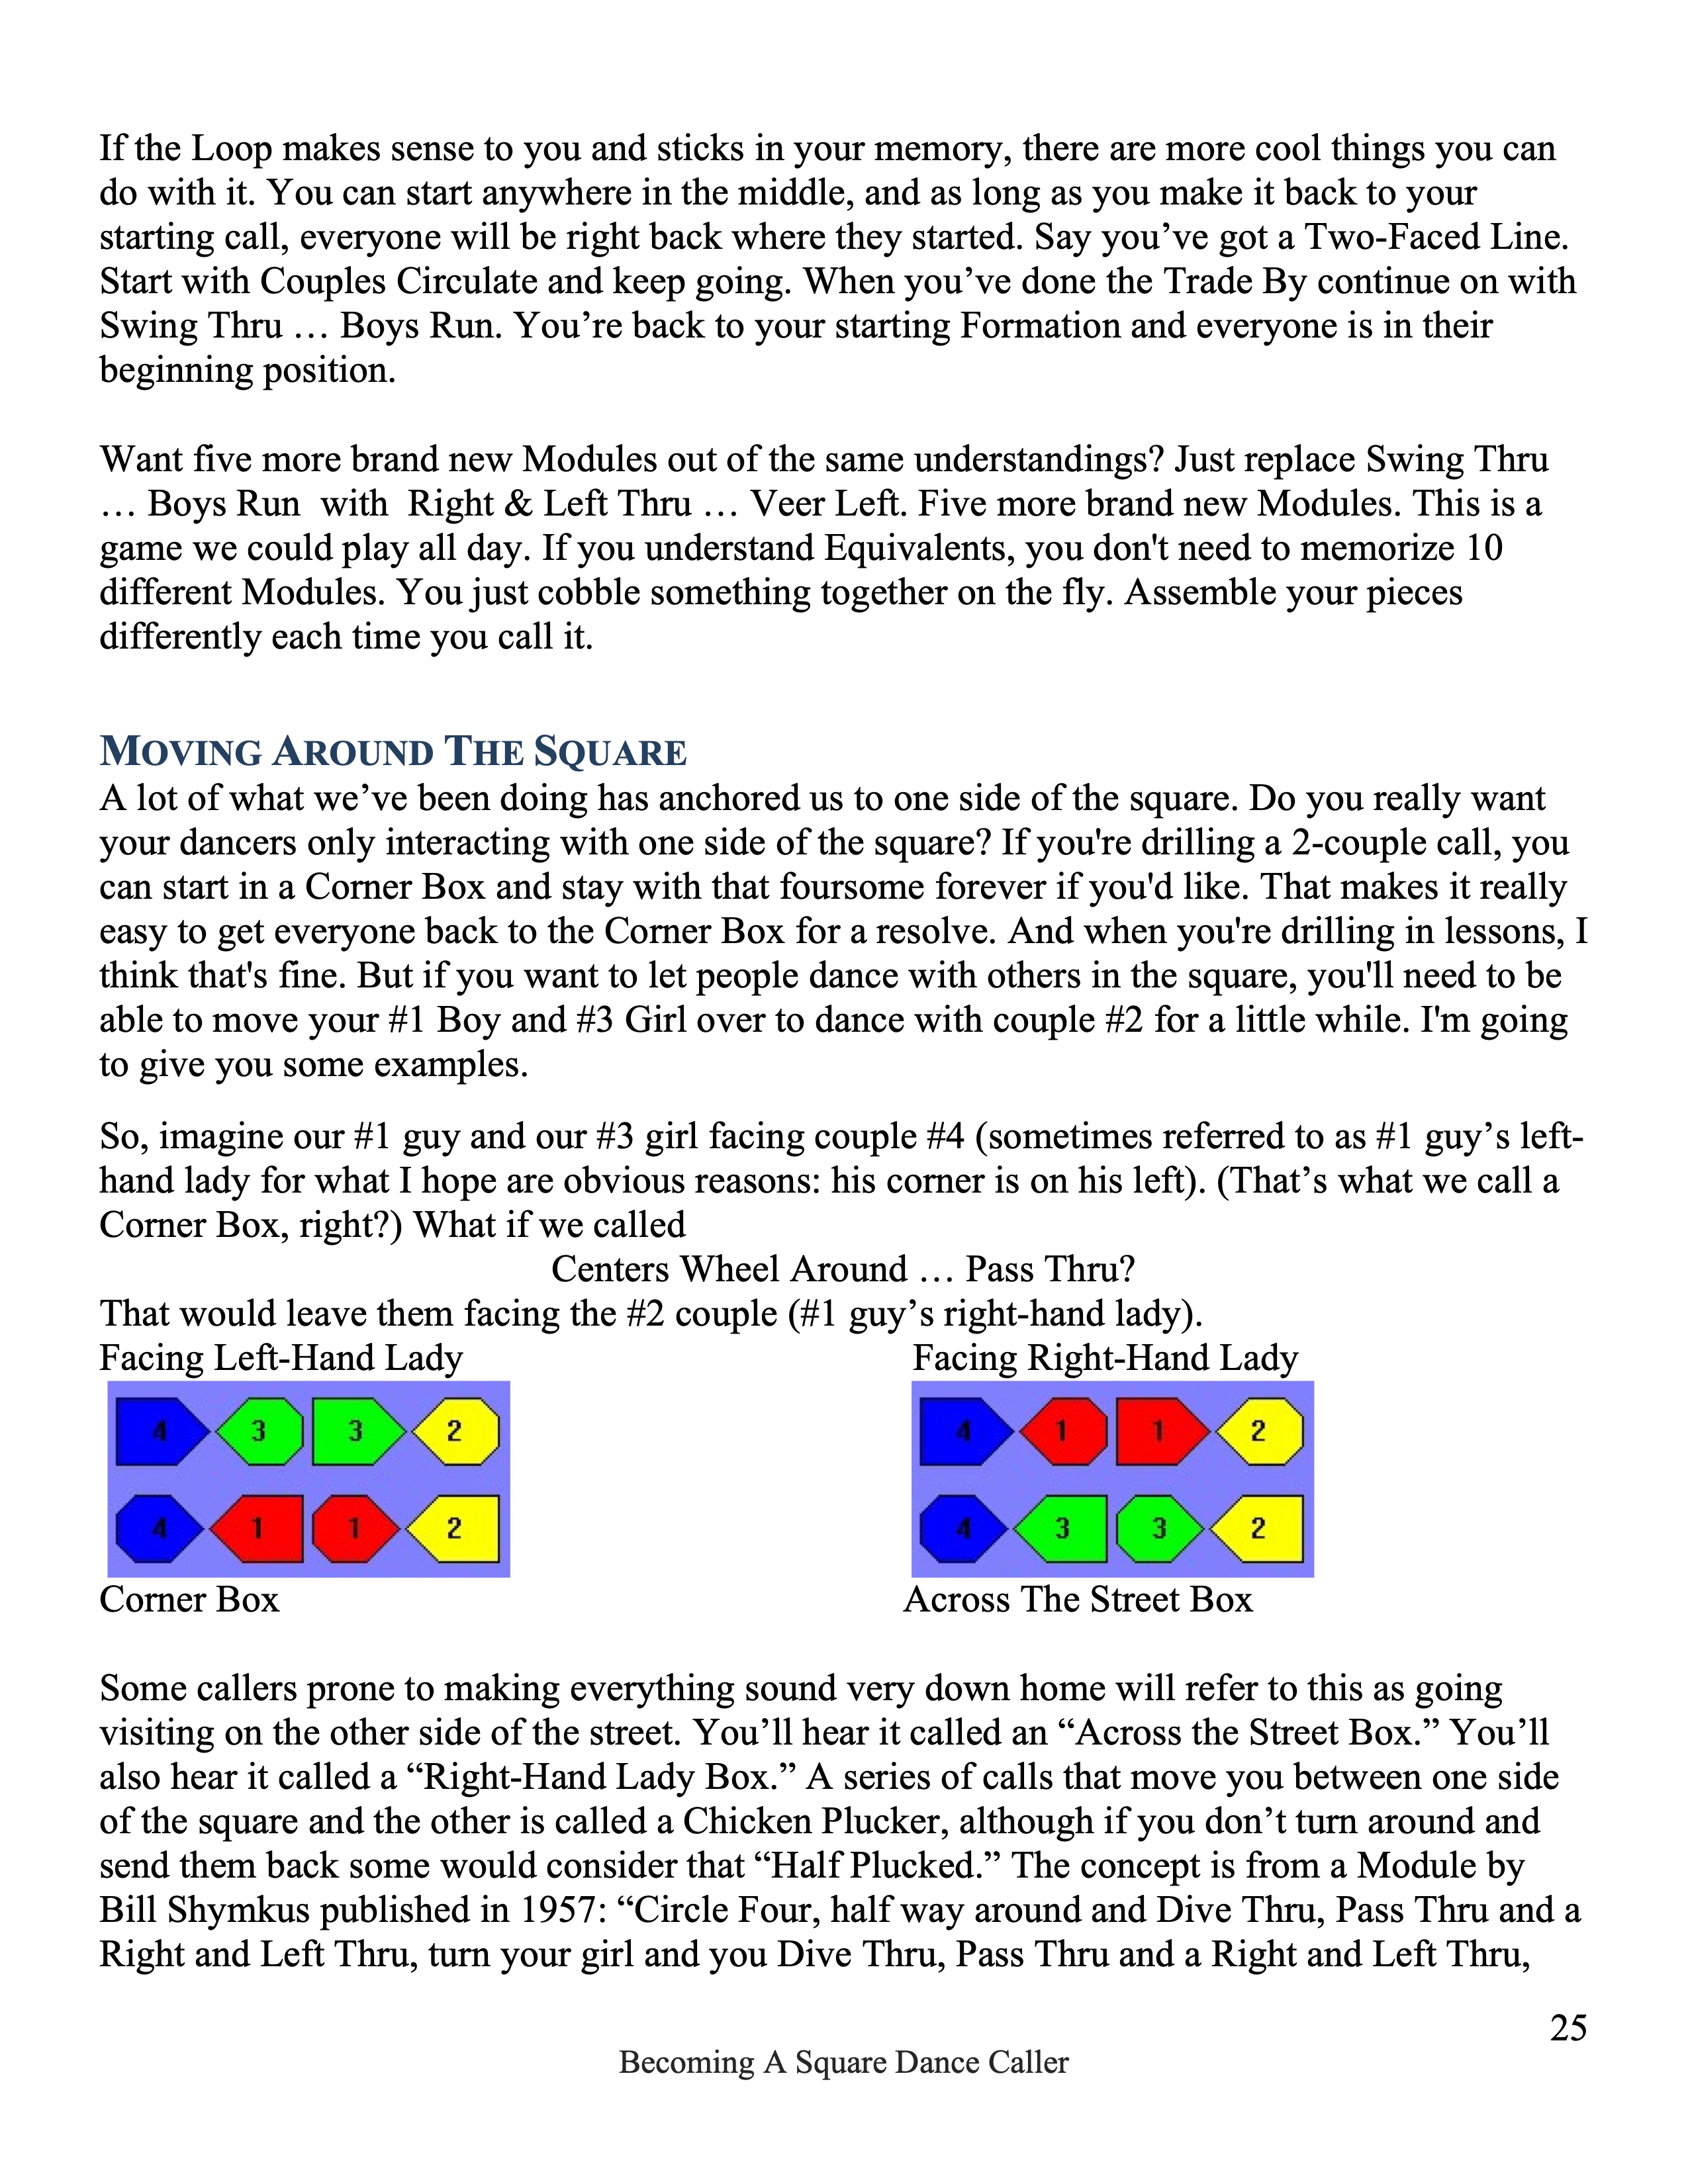 If the Loop makes sense to you and sticks in your memory, there are more cool things you can
do with it. You can start anywhere in the middle, and as long as you make it back to your
starting call, everyone will be right back where they started. Say you’ve got a Two-Faced Line.
Start with Couples Circulate and keep going. When you’ve done the Trade By continue on with
Swing Thru … Boys Run. You’re back to your starting Formation and everyone is in their
beginning position.
Want five more brand new Modules out of the same understandings? Just replace Swing Thru
… Boys Run  with  Right & Left Thru … Veer Left. Five more brand new Modules. This is a
game we could play all day. If you understand Equivalents, you don't need to memorize 10
different Modules. You just cobble something together on the fly. Assemble your pieces
differently each time you call it.
MOVING AROUND THE SQUARE
A lot of what we’ve been doing has anchored us to one side of the square. Do you really want
your dancers only interacting with one side of the square? If you're drilling a 2-couple call, you
can start in a Corner Box and stay with that foursome forever if you'd like. That makes it really
easy to get everyone back to the Corner Box for a resolve. And when you're drilling in lessons, I
think that's fine. But if you want to let people dance with others in the square, you'll need to be
able to move your #1 Boy and #3 Girl over to dance with couple #2 for a little while. I'm going
to give you some examples.
So, imagine our #1 guy and our #3 girl facing couple #4 (sometimes referred to as #1 guy’s left-
hand lady for what I hope are obvious reasons: his corner is on his left). (That’s what we call a
Corner Box, right?) What if we called
Centers Wheel Around … Pass Thru?
That would leave them facing the #2 couple (#1 guy’s right-hand lady).
Facing Left-Hand Lady Facing Right-Hand Lady
4 3 3 2 4 1 1 2
4 1 1 2 4 3 3 2
Corner Box Across The Street Box
Some callers prone to making everything sound very down home will refer to this as going
visiting on the other side of the street. You’ll hear it called an “Across the Street Box.” You’ll
also hear it called a “Right-Hand Lady Box.” A series of calls that move you between one side
of the square and the other is called a Chicken Plucker, although if you don’t turn around and
send them back some would consider that “Half Plucked.” The concept is from a Module by
Bill Shymkus published in 1957: “Circle Four, half way around and Dive Thru, Pass Thru and a
Right and Left Thru, turn your girl and you Dive Thru, Pass Thru and a Right and Left Thru,
25
Becoming A Square Dance Caller